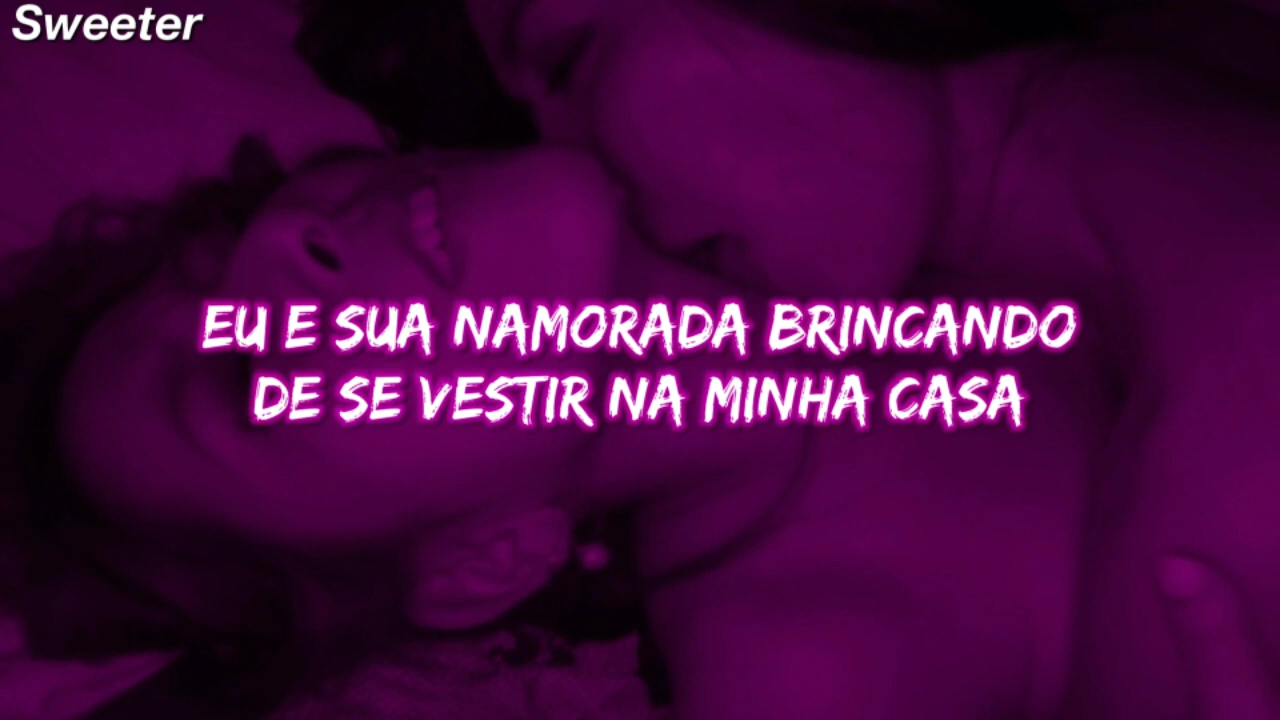 Sweeter
EU E SUA NAMORADA BRINCANDO
DE SE VESTIR NA MINHA CASA